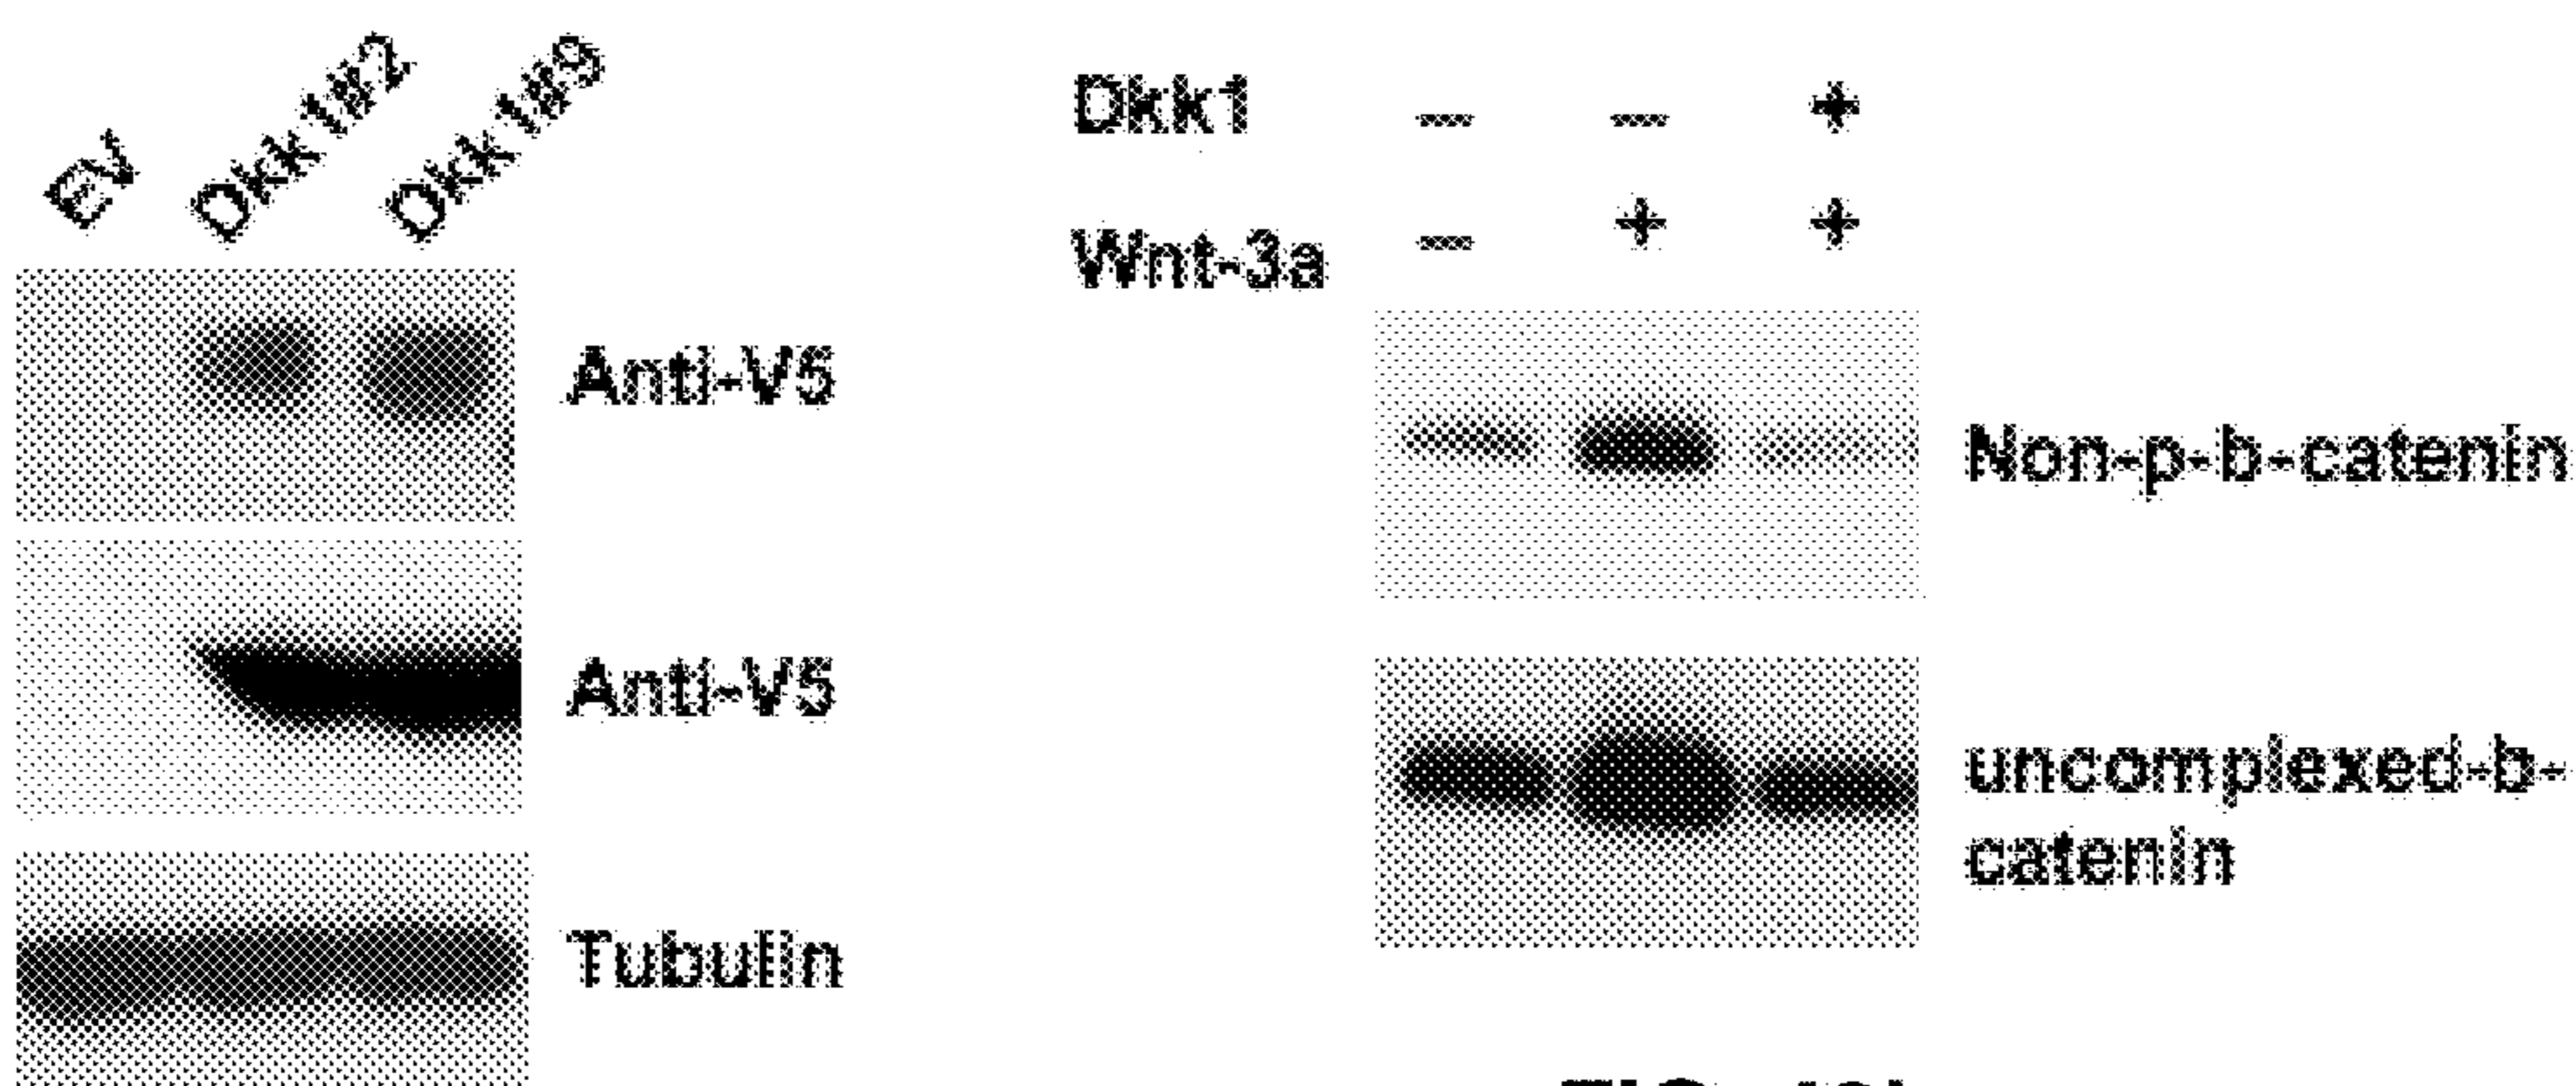 EV Dkk1#2 Dkk1#9
Anti-V5
Anti-V5
Tubulin
Dkk1 – – +
Wnt-3a – + +
Non-p-b-catenin
uncomplexed-b-
catenin